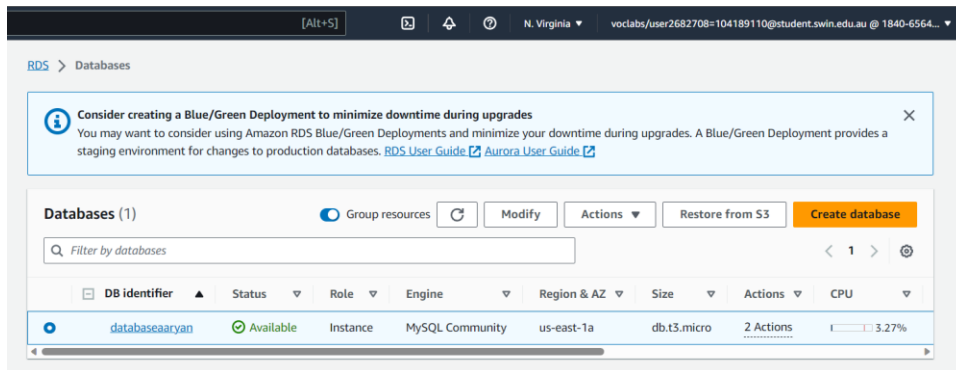 [Alt+S] N. Virginia ▼ voclabs/user2682708=104189110@student.swin.edu.au @ 1840-6564... ▼
RDS > Databases
Consider creating a Blue/Green Deployment to minimize downtime during upgrades
You may want to consider using Amazon RDS Blue/Green Deployments and minimize your downtime during upgrades. A Blue/Green Deployment provides a
staging environment for changes to production databases. RDS User Guide Aurora User Guide
Databases (1) Group resources Modify Actions ▼ Restore from S3 Create database
Filter by databases < 1 >
DB identifier ▲ Status Role Engine Region & AZ Size Actions CPU
databaseaaryan Available Instance MySQL Community us-east-1a db.t3.micro 2 Actions 3.27%